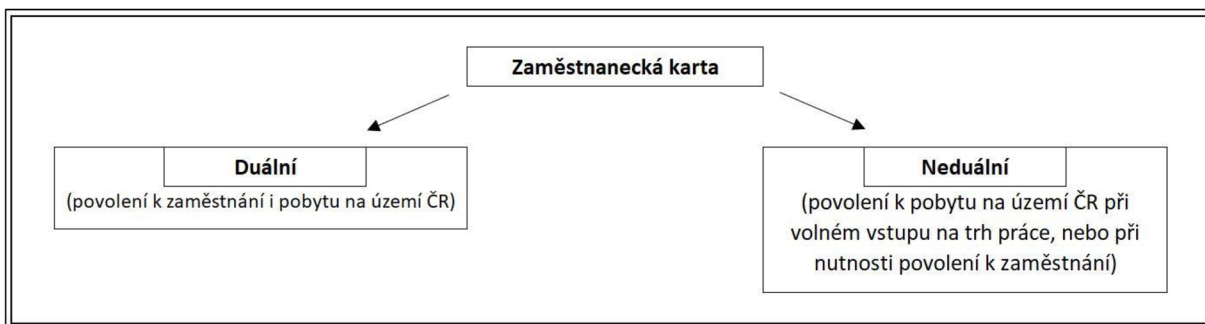 Zaměstnanecká karta
Duální
(povolení k zaměstnání i pobytu na území ČR)
Neduální
(povolení k pobytu na území ČR při
volném vstupu na trh práce, nebo při
nutnosti povolení k zaměstnání)